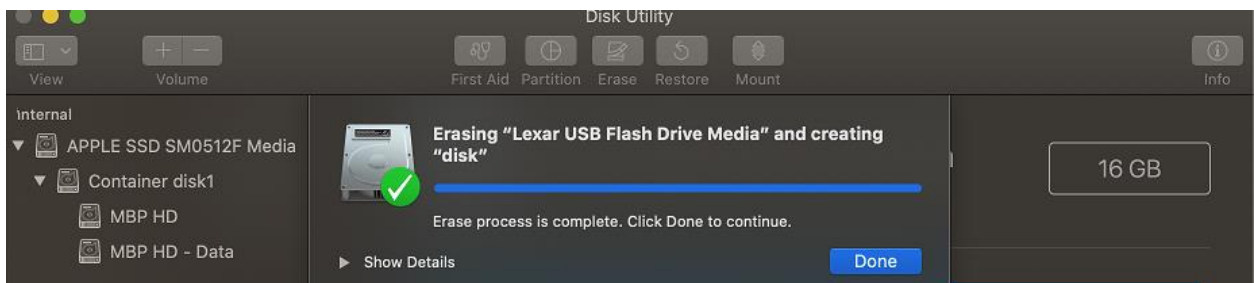 Disk Utility
View
Volume
First Aid
Partition
Erase
Restore
Mount
Info
Internal
APPLE SSD SM0512F Media
Container disk1
MBP HD
MBP HD - Data
Erasing “Lexar USB Flash Drive Media” and creating
“disk”
Erase process is complete. Click Done to continue.
Show Details
Done
16 GB